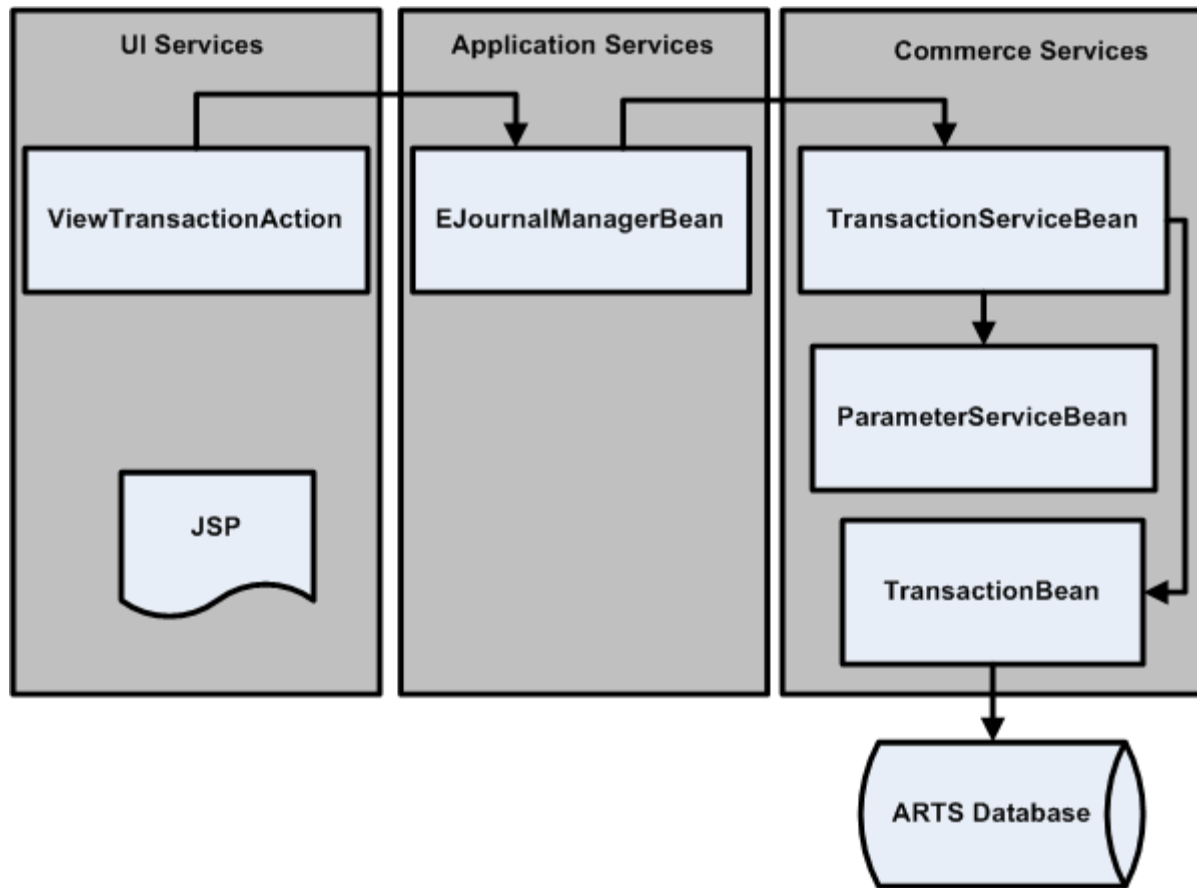 UI Services
Application Services
Commerce Services
ViewTransactionAction
EJournalManagerBean
TransactionServiceBean
ParameterServiceBean
JSP
TransactionBean
ARTS Database